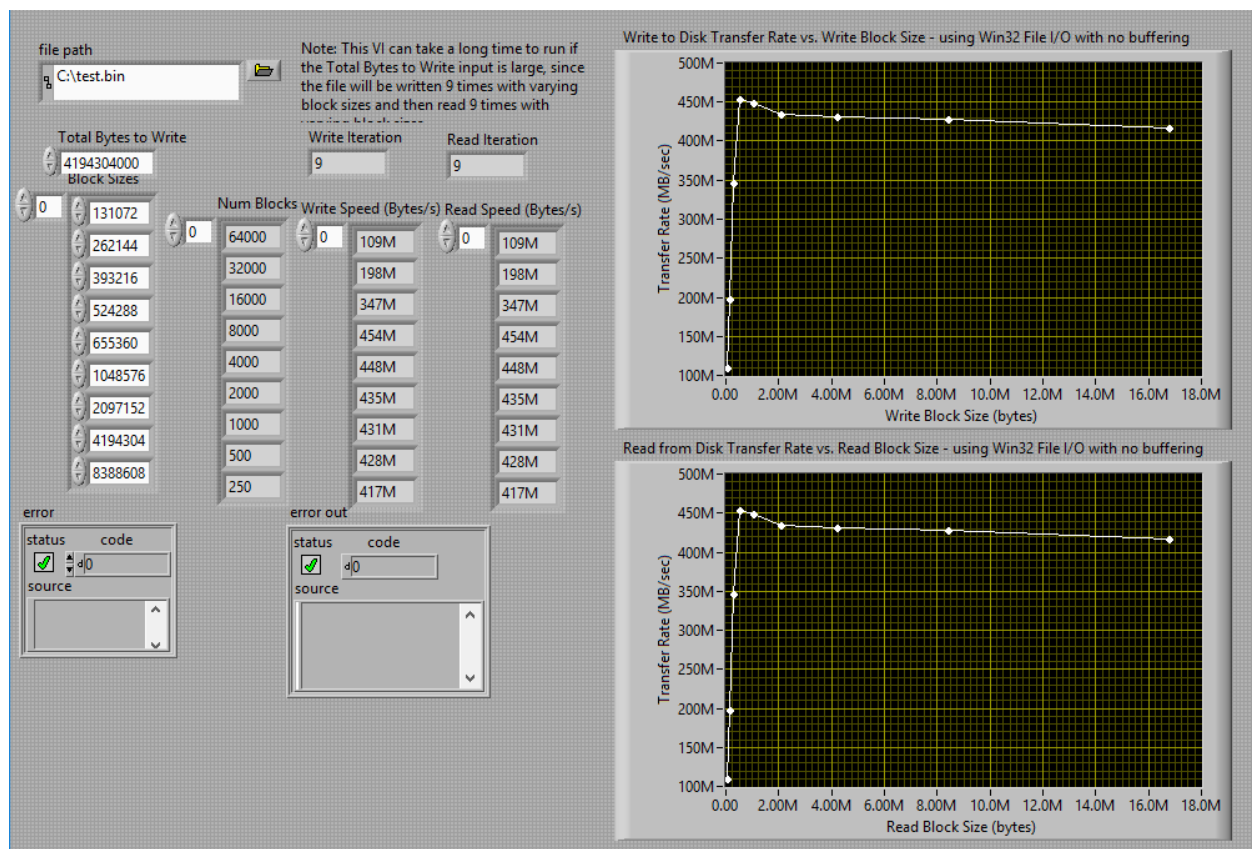 file path
C:\test.bin
Note: This VI can take a long time to run if
the Total Bytes to Write input is large, since
the file will be written 9 times with varying
block sizes and then read 9 times with
Total Bytes to Write
4194304000
Write Iteration
9
Read Iteration
9
Block Sizes
0
131072
262144
393216
524288
655360
1048576
2097152
4194304
8388608
Num Blocks
0
64000
32000
16000
8000
4000
2000
1000
500
250
Write Speed (Bytes/s)
0
109M
198M
347M
454M
448M
435M
431M
428M
417M
Read Speed (Bytes/s)
0
109M
198M
347M
454M
448M
435M
431M
428M
417M
error
status code
d0
source
error out
status code
d0
source
Write to Disk Transfer Rate vs. Write Block Size - using Win32 File I/O with no buffering
Transfer Rate (MB/sec)
500M
450M
400M
350M
300M
250M
200M
150M
100M
0.00 2.00M 4.00M 6.00M 8.00M 10.0M 12.0M 14.0M 16.0M 18.0M
Write Block Size (bytes)
Read from Disk Transfer Rate vs. Read Block Size - using Win32 File I/O with no buffering
Transfer Rate (MB/sec)
500M
450M
400M
350M
300M
250M
200M
150M
100M
0.00 2.00M 4.00M 6.00M 8.00M 10.0M 12.0M 14.0M 16.0M 18.0M
Read Block Size (bytes)